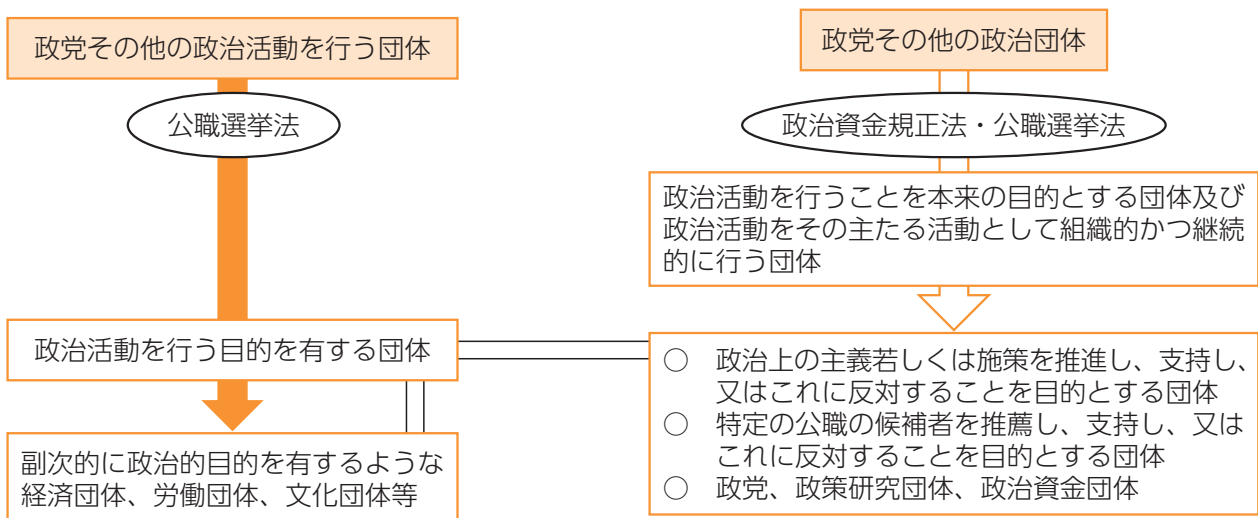 政党その他の政治活動を行う団体
公職選挙法
政治活動を行う目的を有する団体
副次的に政治的目的を有するような
経済団体、労働団体、文化団体等
政党その他の政治団体
政治資金規正法・公職選挙法
政治活動を行うことを本来の目的とする団体及び
政治活動をその主たる活動として組織的かつ継続
的に行う団体
○　政治上の主義若しくは施策を推進し、支持し、
又はこれに反対することを目的とする団体
○　特定の公職の候補者を推薦し、支持し、又は
これに反対することを目的とする団体
○　政党、政策研究団体、政治資金団体